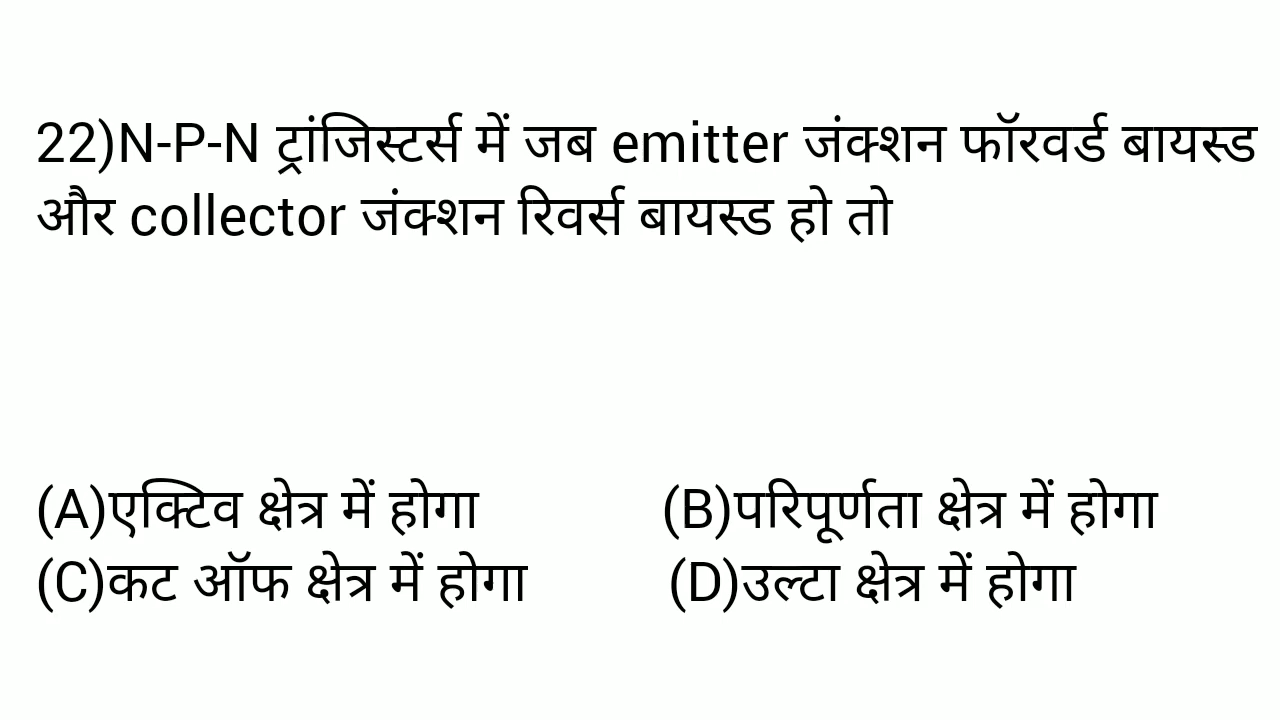 22)N-P-N ट्रांजिस्टर्स में जब emitter जंक्शन फॉरवर्ड बायस्ड
और collector जंक्शन रिवर्स बायस्ड हो तो
(A)एक्टिव क्षेत्र में होगा (B)परिपूर्णता क्षेत्र में होगा
(C)कट ऑफ क्षेत्र में होगा (D)उल्टा क्षेत्र में होगा